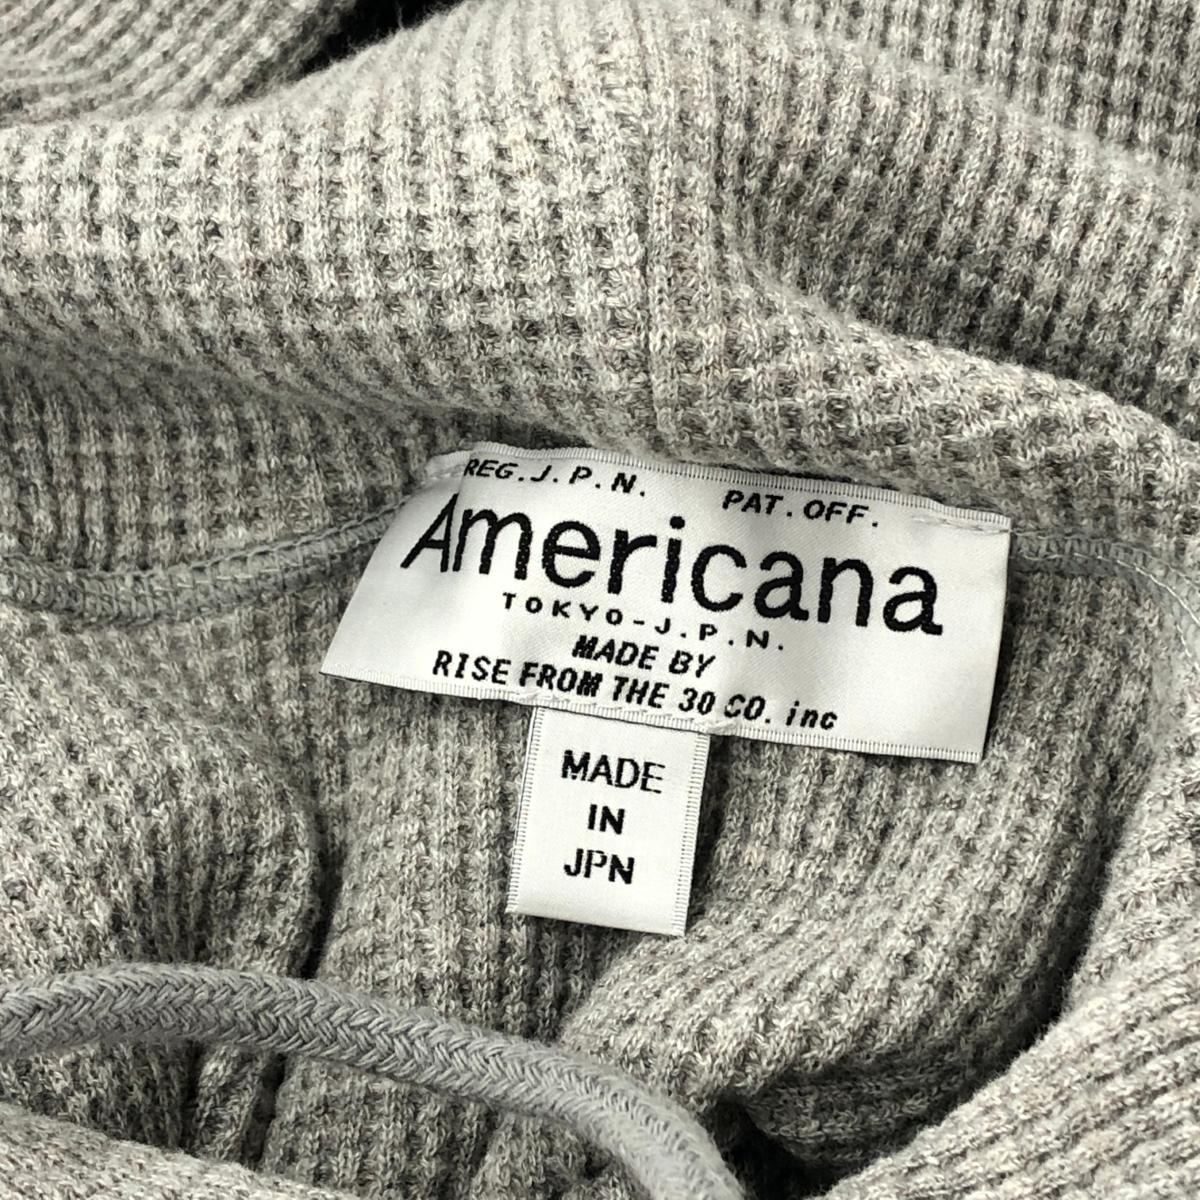 REG.J.P.N. PAT.OFF.
Americana
TOKYO-J.P.N.
MADE BY
RISE FROM THE 30 CO. inc
MADE
IN
JPN